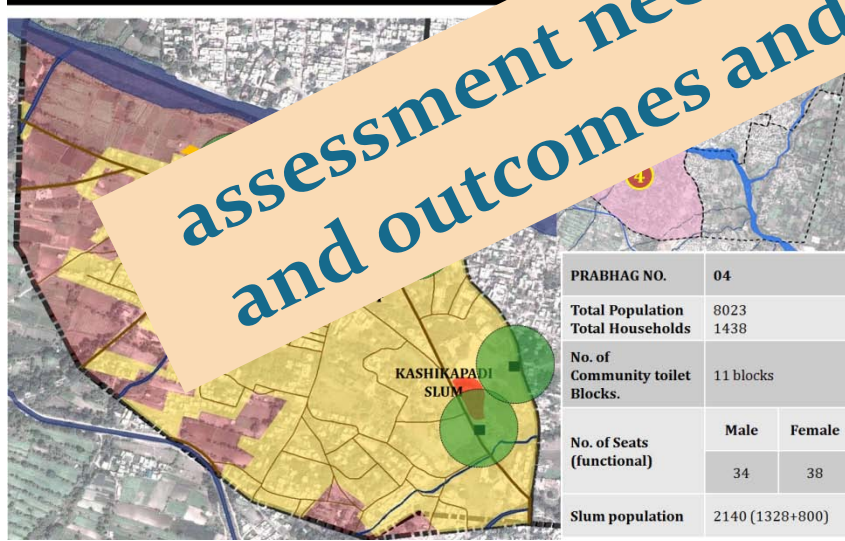 assessment
and outcomes and
4
KASHIKAPADI
SLUM
PRABHAG NO. 04
Total Population 8023
Total Households 1438
No. of
Community toilet 11 blocks
Blocks.
No. of Seats
(functional)
Male Female
34 38
Slum population 2140 (1328+800)